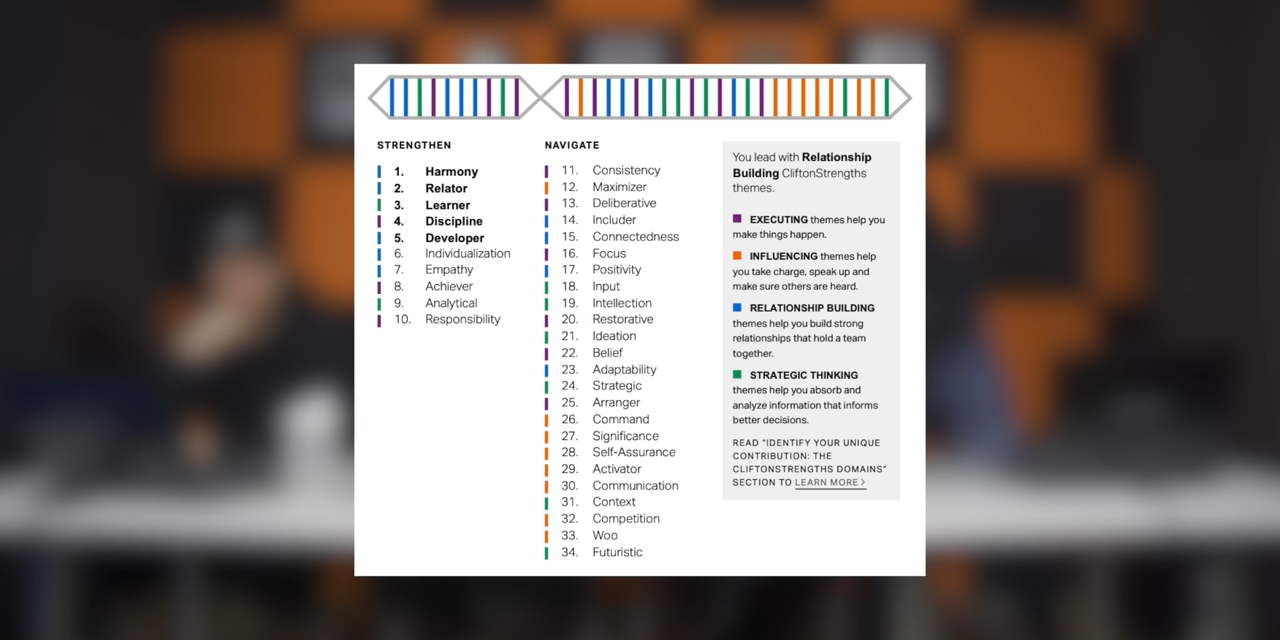 STRENGTHEN
1. Harmony
2. Relator
3. Learner
4. Discipline
5. Developer
6. Individualization
7. Empathy
8. Achiever
9. Analytical
10. Responsibility
NAVIGATE
11. Consistency
12. Maximizer
13. Deliberative
14. Includer
15. Connectedness
16. Focus
17. Positivity
18. Input
19. Intellection
20. Restorative
21. Ideation
22. Belief
23. Adaptability
24. Strategic
25. Arranger
26. Command
27. Significance
28. Self-Assurance
29. Activator
30. Communication
31. Context
32. Competition
33. Woo
34. Futuristic
You lead with Relationship
Building CliftonStrengths
themes.
EXECUTING themes help you
make things happen.
INFLUENCING themes help
you take charge, speak up and
make sure others are heard.
RELATIONSHIP BUILDING
themes help you build strong
relationships that hold a team
together.
STRATEGIC THINKING
themes help you absorb and
analyze information that informs
better decisions.
READ "IDENTIFY YOUR UNIQUE
CONTRIBUTION: THE
CLIFTONSTRENGTHS DOMAINS"
SECTION TO LEARN MORE >